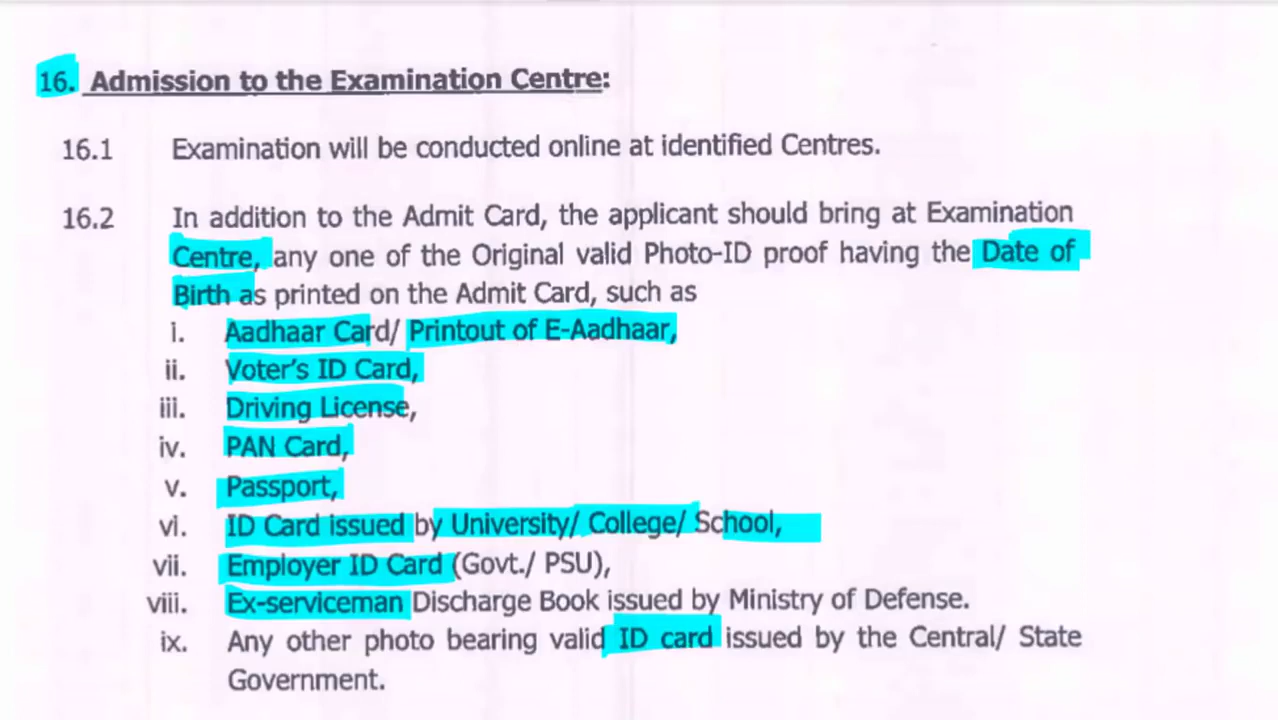 16. Admission to the Examination Centre:
16.1 Examination will be conducted online at identified Centres.
16.2 In addition to the Admit Card, the applicant should bring at Examination
Centre, any one of the Original valid Photo-ID proof having the Date of
Birth as printed on the Admit Card, such as
i. Aadhaar Card/ Printout of E-Aadhaar,
ii. Voter's ID Card,
iii. Driving License,
iv. PAN Card,
v. Passport,
vi. ID Card issued by University/ College/ School,
vii. Employer ID Card (Govt./ PSU),
viii. Ex-serviceman Discharge Book issued by Ministry of Defense.
ix. Any other photo bearing valid ID card issued by the Central/ State
Government.